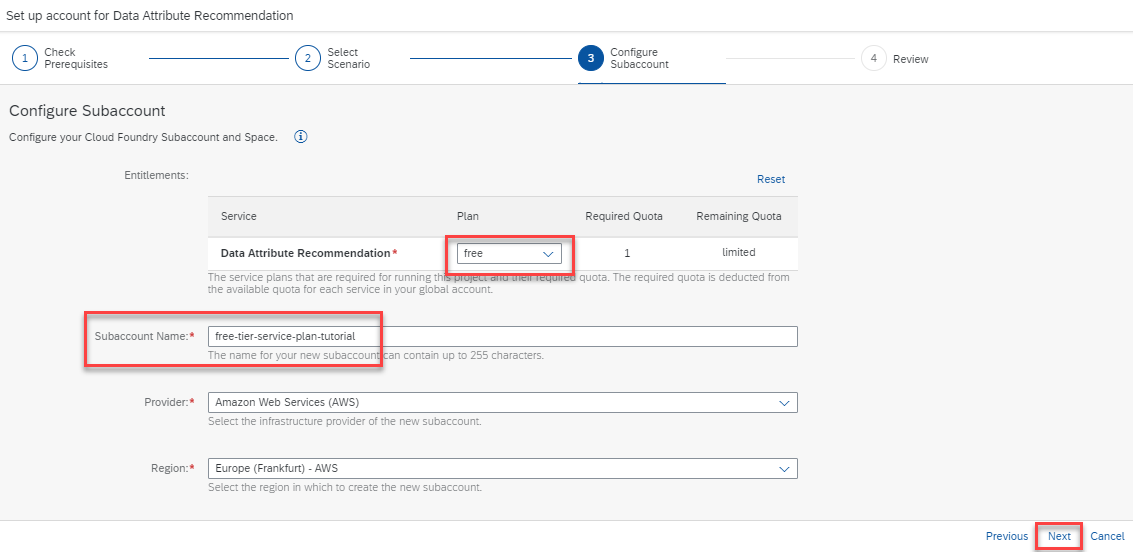 Set up account for Data Attribute Recommendation
1 Check Prerequisites
2 Select Scenario
3 Configure Subaccount
4 Review
Configure Subaccount
Configure your Cloud Foundry Subaccount and Space. i
Entitlements:
Reset
Service Plan Required Quota Remaining Quota
Data Attribute Recommendation* free 1 limited
The service plans that are required for running this project and their required quota. The required quota is deducted from
the available quota for each service in your global account.
Subaccount Name:* free-tier-service-plan-tutorial
The name for your new subaccount can contain up to 255 characters.
Provider:* Amazon Web Services (AWS)
Select the infrastructure provider of the new subaccount.
Region:* Europe (Frankfurt) - AWS
Select the region in which to create the new subaccount.
Previous Next Cancel